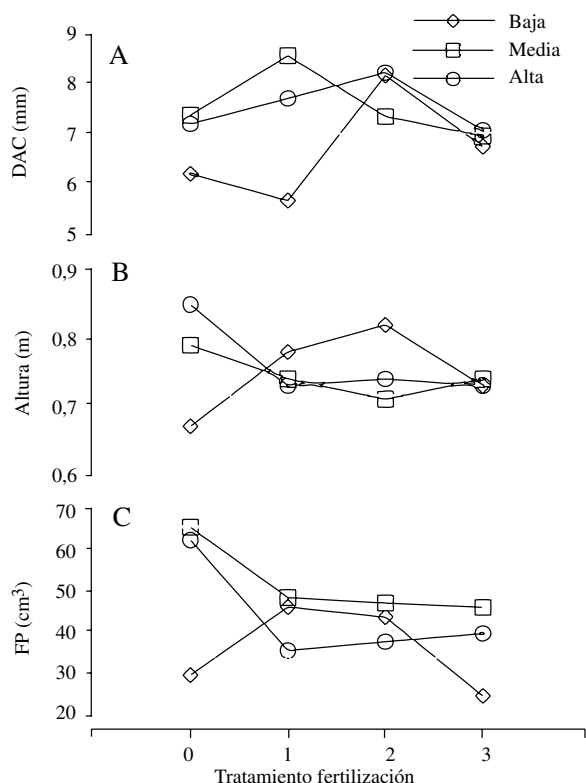 Baja
Media
Alta
A
DAC (mm)
9
8
7
6
5
B
Altura (m)
0,9
0,8
0,7
0,6
C
FP (cm³)
70
60
50
40
30
20
0 1 2 3
Tratamiento fertilización